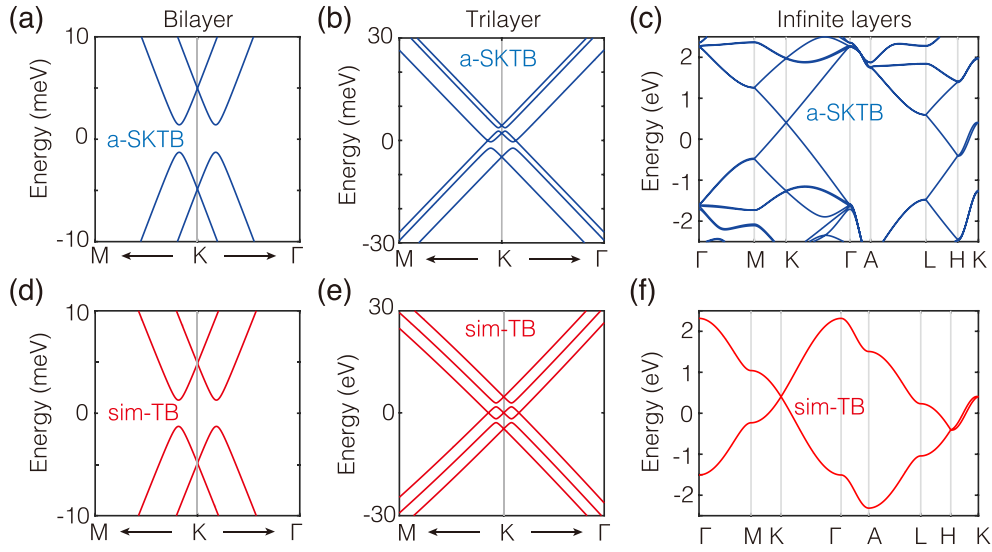 (a) Bilayer (b) Trilayer (c) Infinite layers
10 30 2
a-SKTB a-SKTB a-SKTB
Energy (meV) Energy (meV) Energy (eV)
0 0 1
0
-1
-10 -30 -2
M K Γ M K Γ Γ M K Γ A L H K
(d) (e) (f)
10 30 2
sim-TB sim-TB sim-TB
Energy (meV) Energy (eV) Energy (eV)
0 0 1
0
-1
-10 -30 -2
M K Γ M K Γ Γ M K Γ A L H K